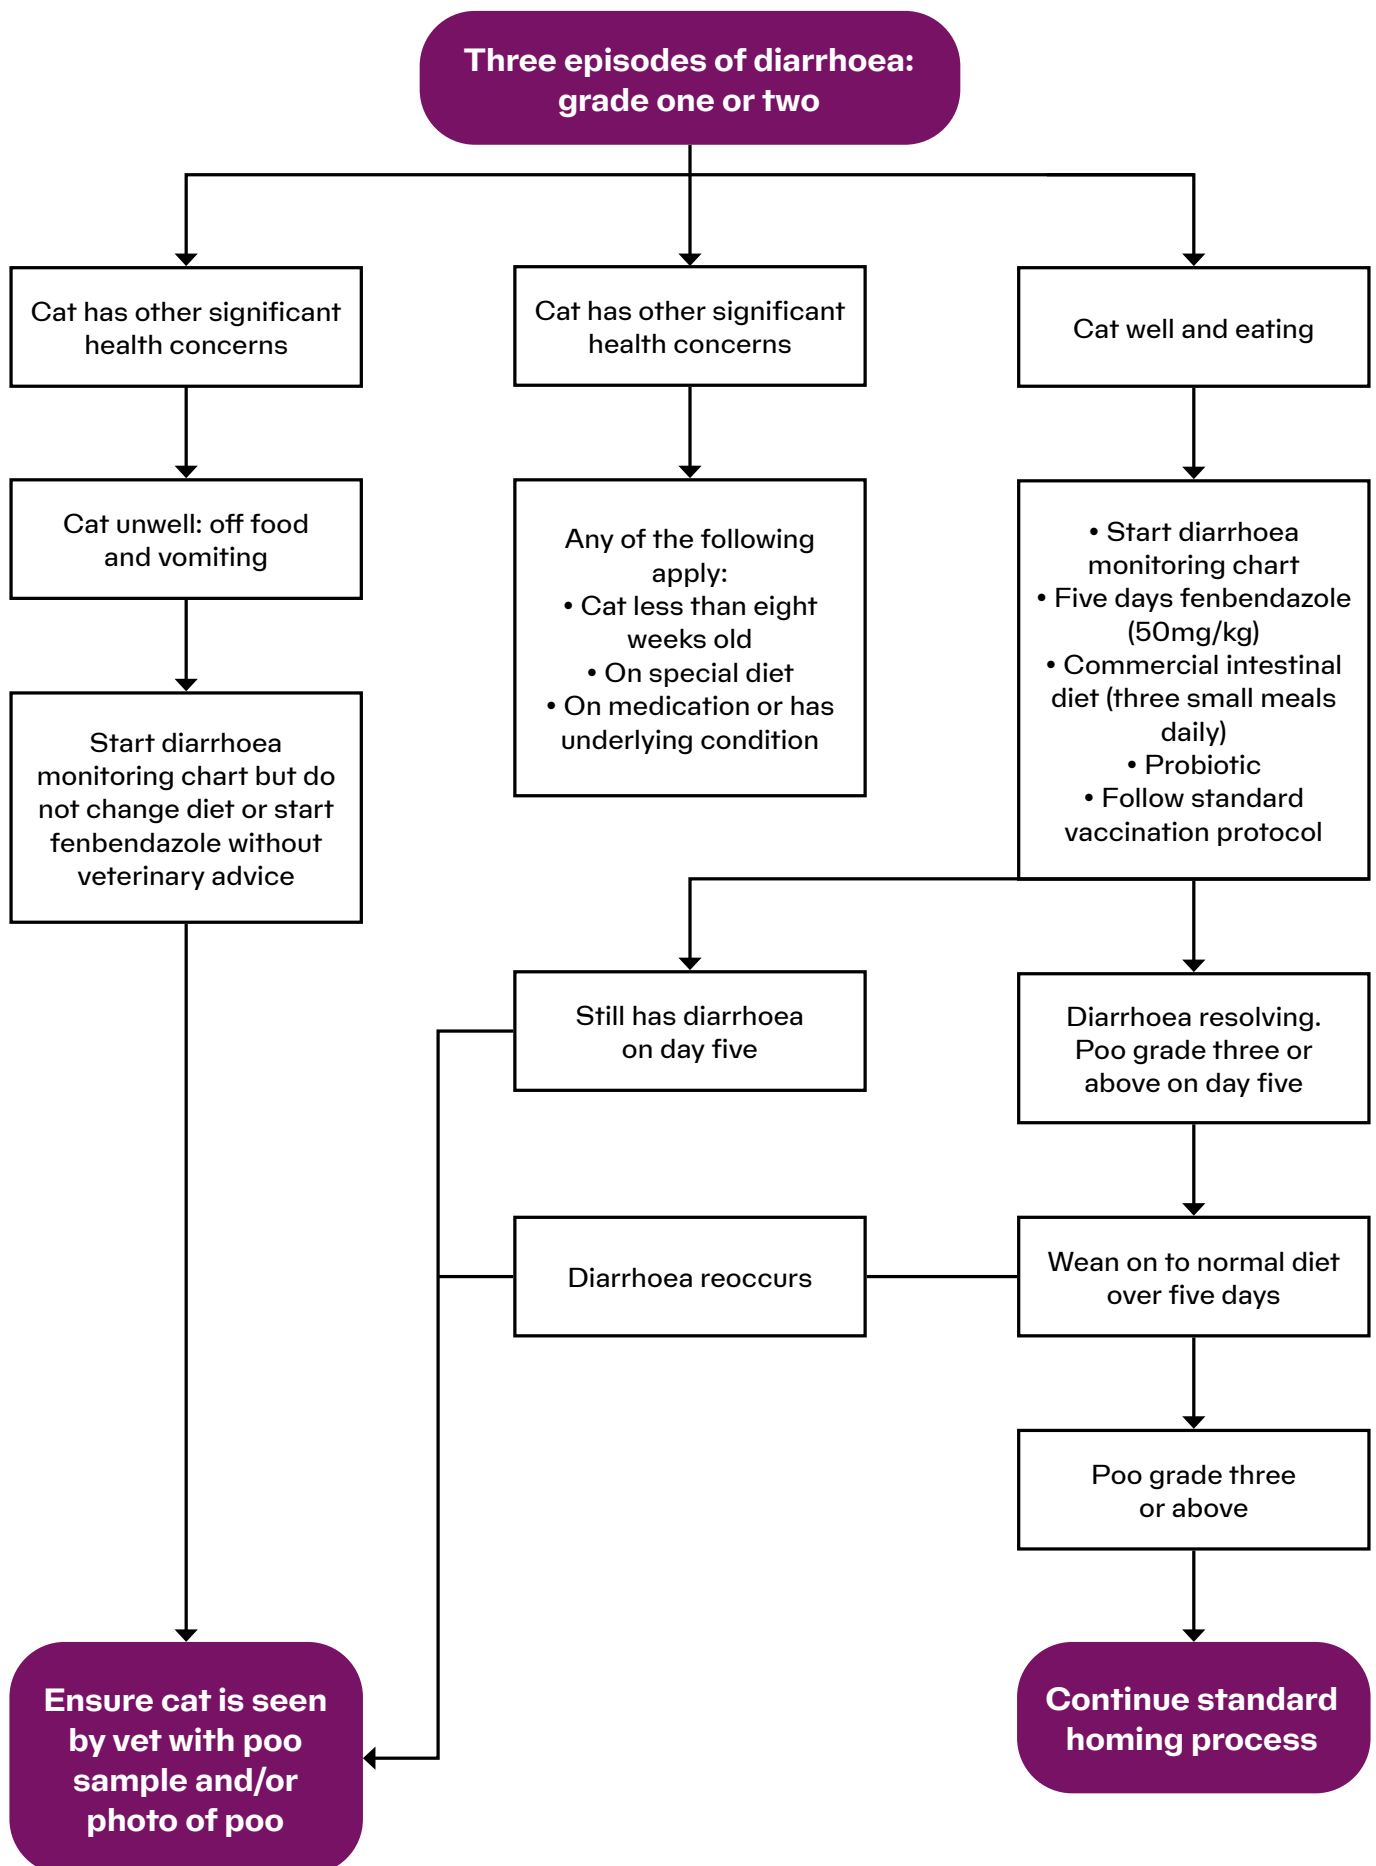 Three episodes of diarrhoea:
grade one or two
Cat has other significant
health concerns
Cat has other significant
health concerns
Cat well and eating
Cat unwell: off food
and vomiting
Any of the following
apply:
• Cat less than eight
weeks old
• On special diet
• On medication or has
underlying condition
• Start diarrhoea
monitoring chart
• Five days fenbendazole
(50mg/kg)
• Commercial intestinal
diet (three small meals
daily)
• Probiotic
• Follow standard
vaccination protocol
Start diarrhoea
monitoring chart but do
not change diet or start
fenbendazole without
veterinary advice
Still has diarrhoea
on day five
Diarrhoea resolving.
Poo grade three or
above on day five
Diarrhoea reoccurs
Wean on to normal diet
over five days
Poo grade three
or above
Ensure cat is seen
by vet with poo
sample and/or
photo of poo
Continue standard
homing process